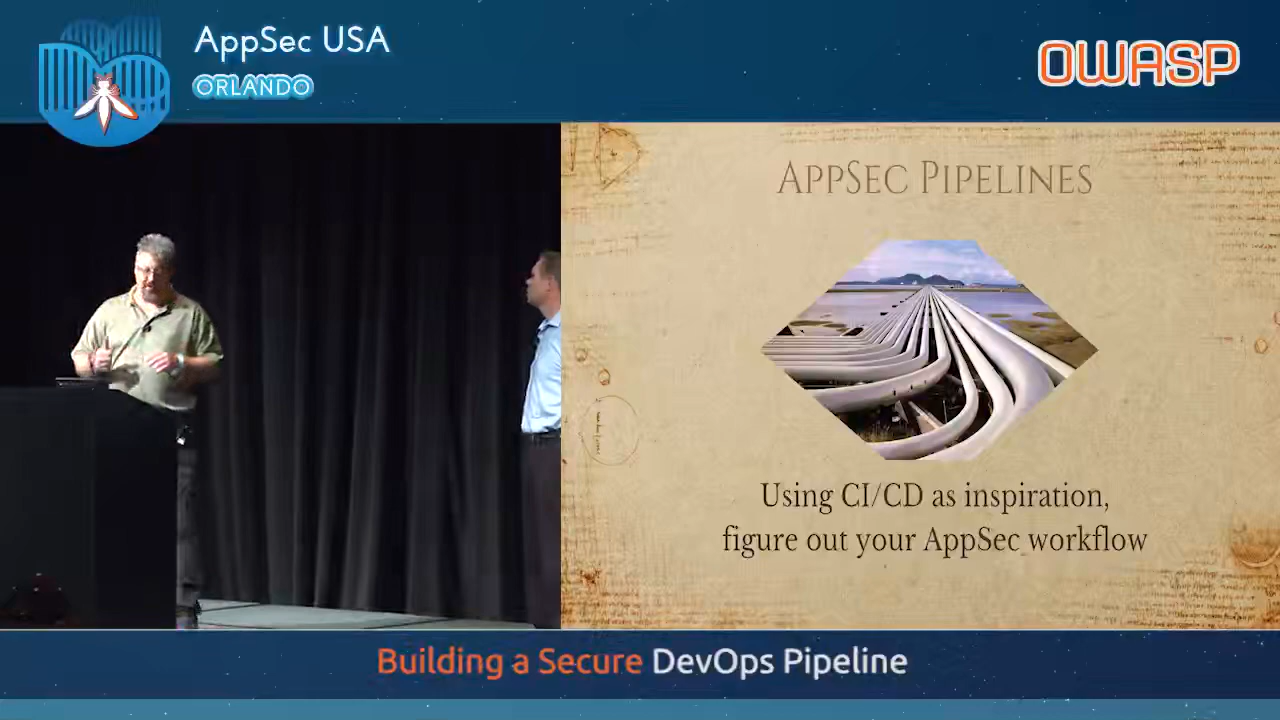 AppSec USA
ORLANDO
OWASP
APPSEC PIPELINES
Using CI/CD as inspiration,
figure out your AppSec workflow
Building a Secure DevOps Pipeline